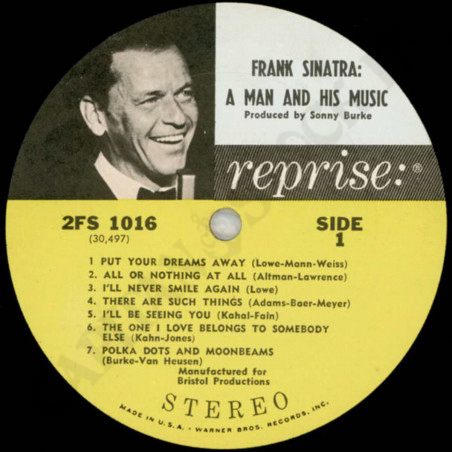 FRANK SINATRA:
A MAN AND HIS MUSIC
Produced by Sonny Burke
reprise:®
2FS 1016
(30,497)
SIDE
1
1 PUT YOUR DREAMS AWAY (Lowe-Mann-Weiss)
2. ALL OR NOTHING AT ALL (Altman-Lawrence)
3. I'LL NEVER SMILE AGAIN (Lowe)
4. THERE ARE SUCH THINGS (Adams-Baer-Meyer)
5. I'LL BE SEEING YOU (Kahal-Fain)
6. THE ONE I LOVE BELONGS TO SOMEBODY
ELSE (Kahn-Jones)
7. POLKA DOTS AND MOONBEAMS
(Burke-Van Heusen)
Manufactured for
Bristol Productions
STEREO
MADE IN U.S.A. • WARNER BROS. RECORDS, INC.